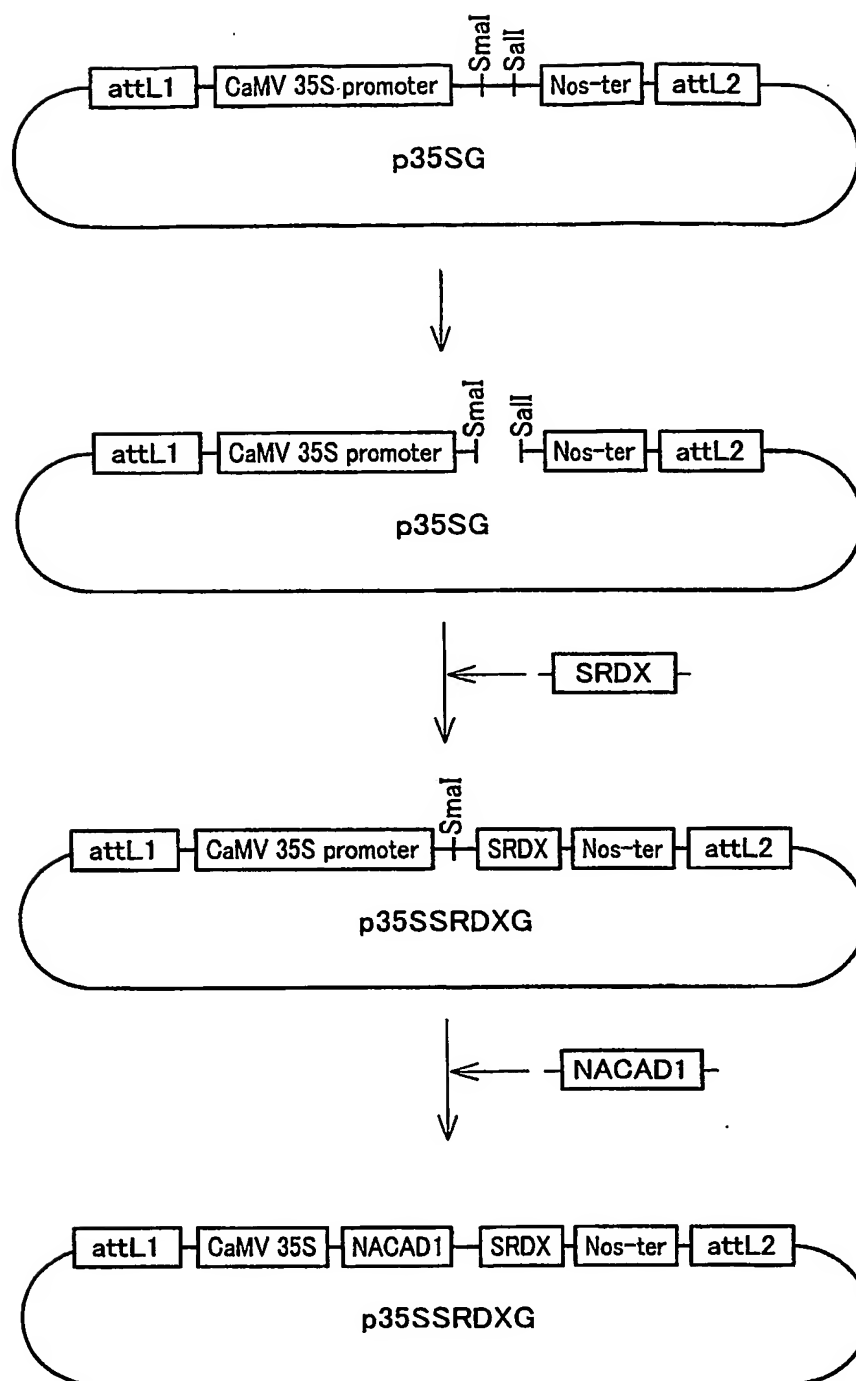 SmaI
SalI
attL1 CaMV 35S promoter Nos-ter attL2
p35SG
SmaI
SalI
attL1 CaMV 35S promoter Nos-ter attL2
p35SG
SRDX
SmaI
attL1 CaMV 35S promoter SRDX Nos-ter attL2
p35SSRDXG
NACAD1
attL1 CaMV 35S NACAD1 SRDX Nos-ter attL2
p35SSRDXG